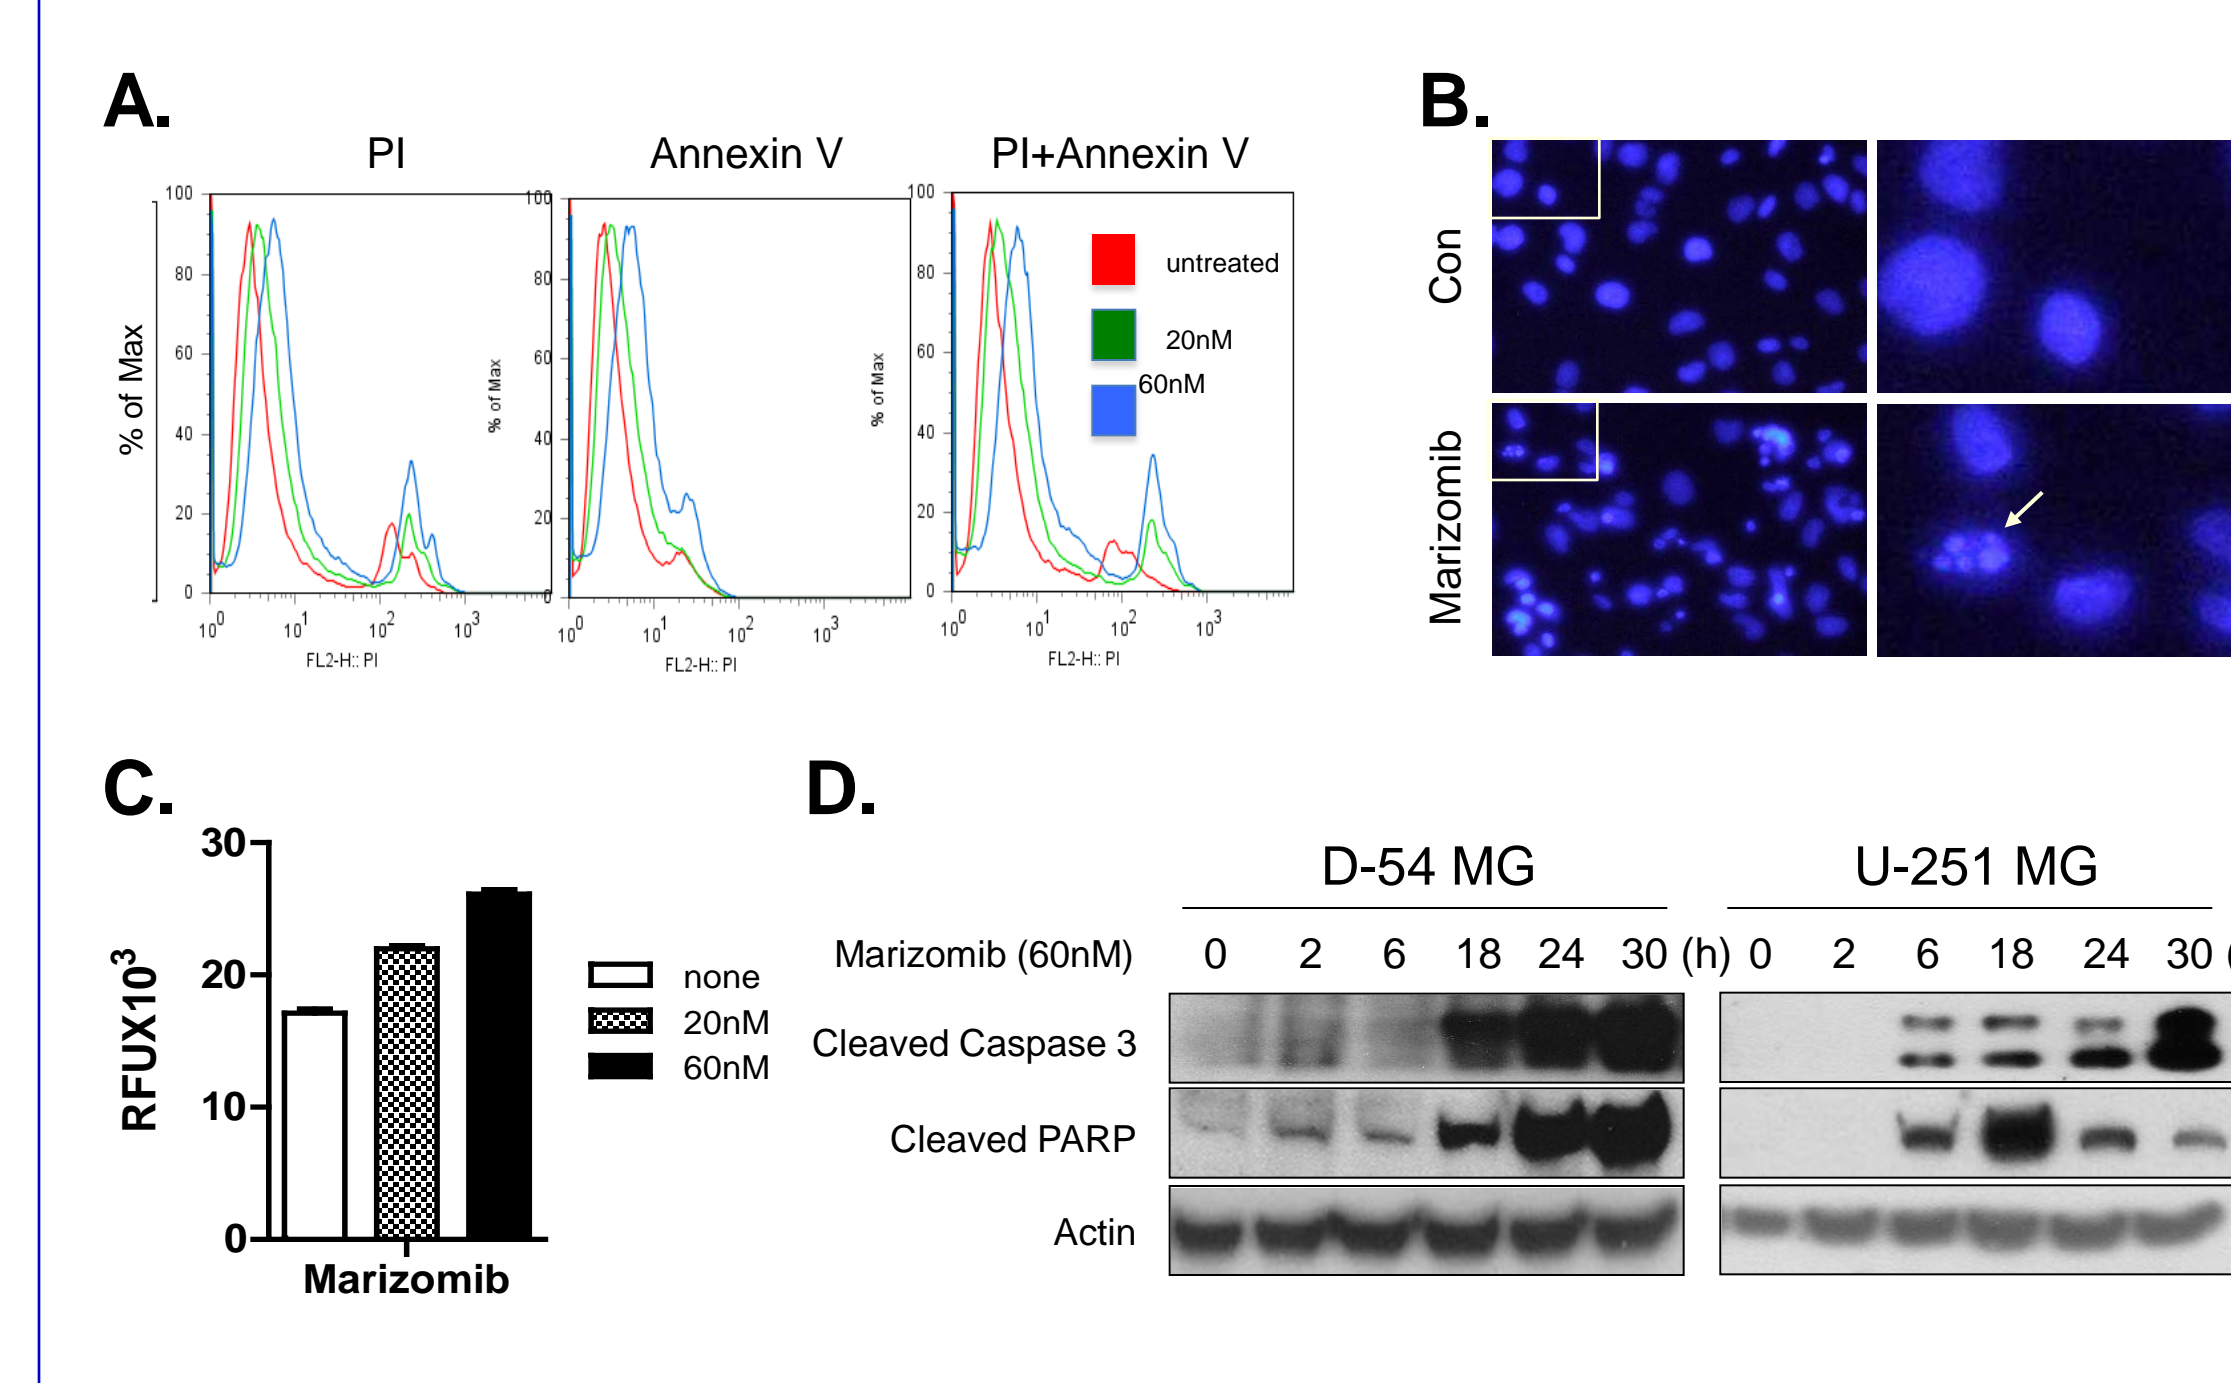 A.
PI
Annexin V
PI+Annexin V
% of Max
100
80
60
40
20
0
10^0 10^1 10^2 10^3
FL2-H:: PI
% of Max
100
80
60
40
20
0
10^0 10^1 10^2 10^3
FL2-H:: PI
% of Max
100
80
60
40
20
0
10^0 10^1 10^2 10^3
FL2-H:: PI
untreated
20nM
60nM
B.
Con
Marizomib
C.
RFUX10^3
30
20
10
0
Marizomib
none
20nM
60nM
D.
D-54 MG
U-251 MG
Marizomib (60nM) 0 2 6 18 24 30 (h) 0 2 6 18 24 30 (
Cleaved Caspase 3
Cleaved PARP
Actin